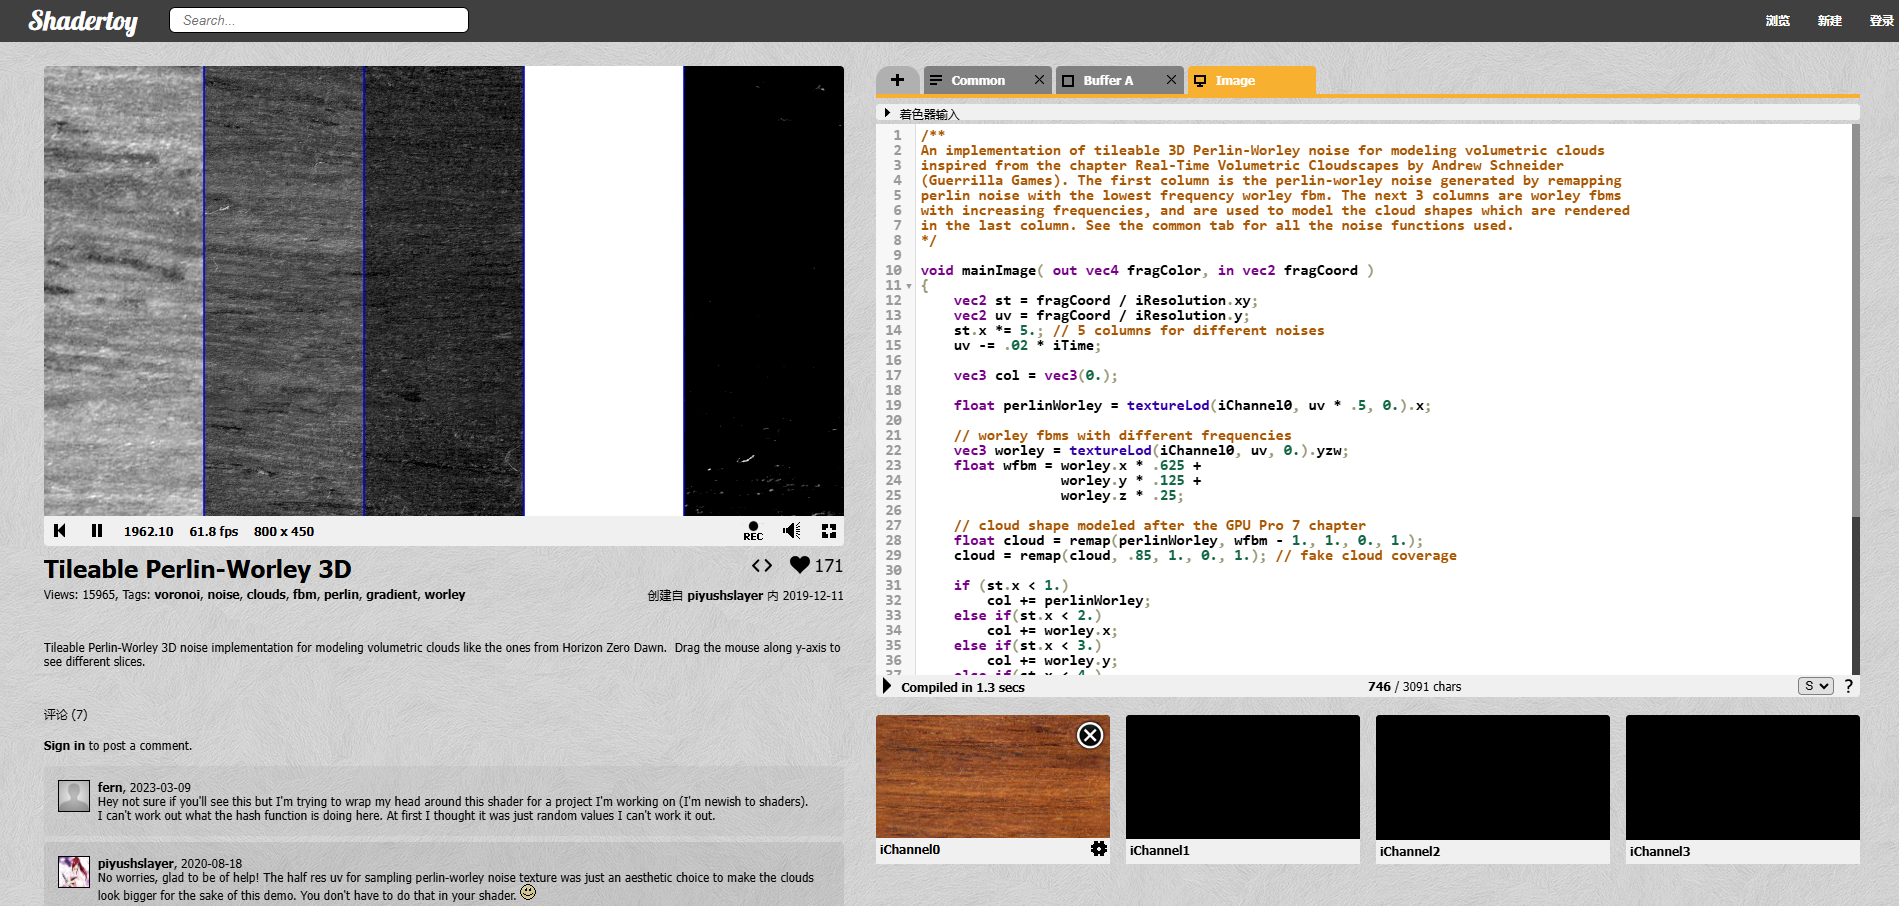 Shadertoy
Search...
浏览 新建 登录
1962.10 61.8 fps 800 x 450
REC
Tileable Perlin-Worley 3D
171
Views: 15965, Tags: voronoi, noise, clouds, fbm, perlin, gradient, worley
创建自 piyushslayer 内 2019-12-11
Tileable Perlin-Worley 3D noise implementation for modeling volumetric clouds like the ones from Horizon Zero Dawn.  Drag the mouse along y-axis to
see different slices.
评论 (7)
Sign in to post a comment.
fern, 2023-03-09
Hey not sure if you'll see this but I'm trying to wrap my head around this shader for a project I'm working on (I'm newish to shaders).
I can't work out what the hash function is doing here. At first I thought it was just random values I can't work it out.
piyushslayer, 2020-08-18
No worries, glad to be of help! The half res uv for sampling perlin-worley noise texture was just an aesthetic choice to make the clouds
look bigger for the sake of this demo. You don't have to do that in your shader.
+ Common Buffer A Image
着色器输入
1 /**
2 An implementation of tileable 3D Perlin-Worley noise for modeling volumetric clouds
3 inspired from the chapter Real-Time Volumetric Cloudscapes by Andrew Schneider
4 (Guerrilla Games). The first column is the perlin-worley noise generated by remapping
5 perlin noise with the lowest frequency worley fbm. The next 3 columns are worley fbms
6 with increasing frequencies, and are used to model the cloud shapes which are rendered
7 in the last column. See the common tab for all the noise functions used.
8 */
9
10 void mainImage( out vec4 fragColor, in vec2 fragCoord )
11 {
12     vec2 st = fragCoord / iResolution.xy;
13     vec2 uv = fragCoord / iResolution.y;
14     st.x *= 5.; // 5 columns for different noises
15     uv -= .02 * iTime;
16
17     vec3 col = vec3(0.);
18
19     float perlinWorley = textureLod(iChannel0, uv * .5, 0.).x;
20
21     // worley fbms with different frequencies
22     vec3 worley = textureLod(iChannel0, uv, 0.).yzw;
23     float wfbm = worley.x * .625 +
24                  worley.y * .125 +
25                  worley.z * .25;
26
27     // cloud shape modeled after the GPU Pro 7 chapter
28     float cloud = remap(perlinWorley, wfbm - 1., 1., 0., 1.);
29     cloud = remap(cloud, .85, 1., 0., 1.); // fake cloud coverage
30
31     if (st.x < 1.)
32         col += perlinWorley;
33     else if(st.x < 2.)
34         col += worley.x;
35     else if(st.x < 3.)
36         col += worley.y;
37     else if(st.x < 4.)
Compiled in 1.3 secs 746 / 3091 chars S ?
iChannel0 iChannel1 iChannel2 iChannel3